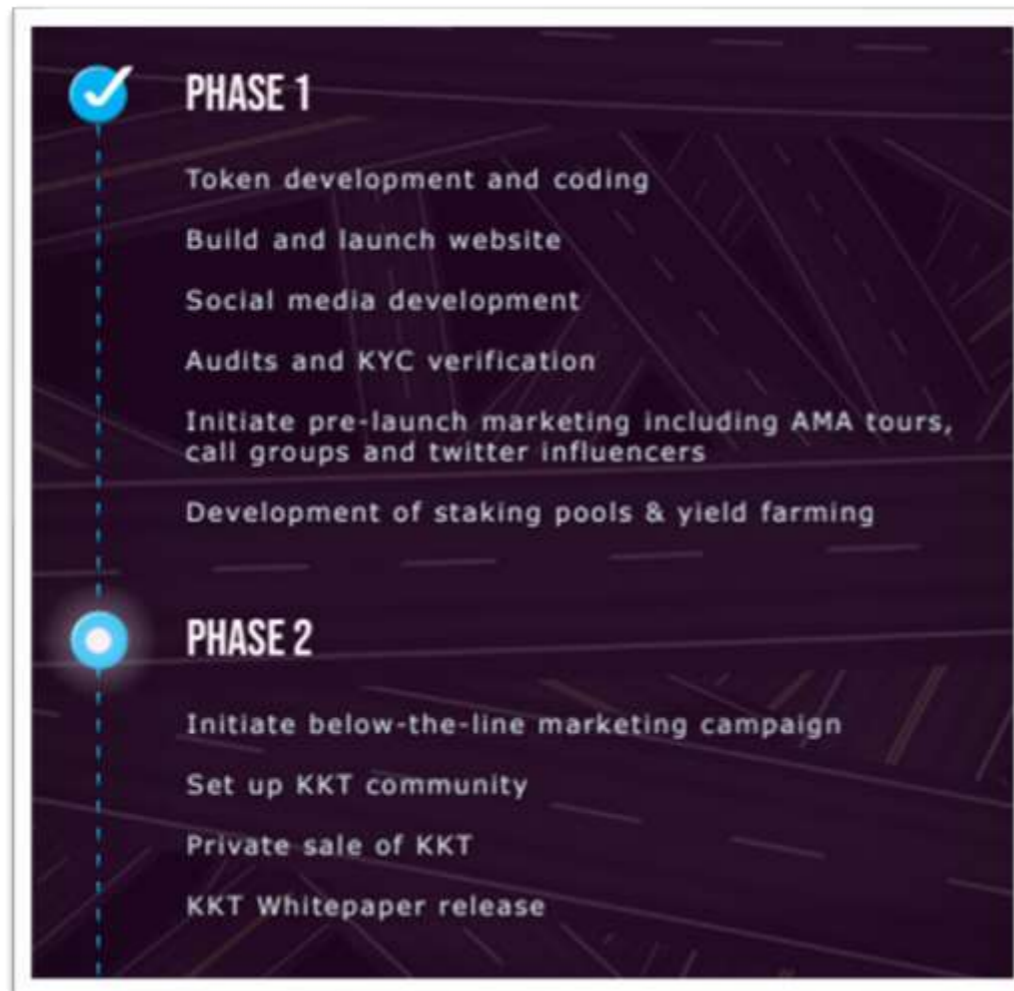 PHASE 1
Token development and coding
Build and launch website
Social media development
Audits and KYC verification
Initiate pre-launch marketing including AMA tours,
call groups and twitter influencers
Development of staking pools & yield farming
PHASE 2
Initiate below-the-line marketing campaign
Set up KKT community
Private sale of KKT
KKT Whitepaper release